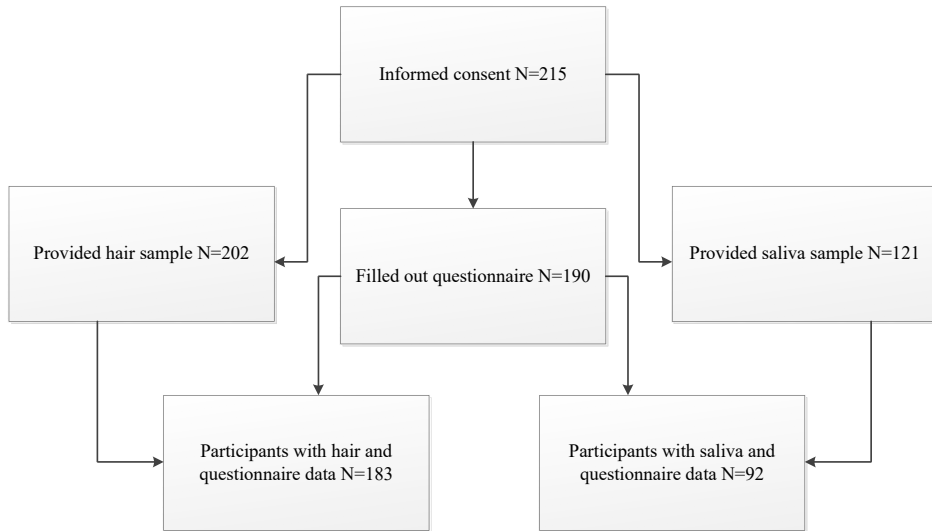 Informed consent N=215
Provided hair sample N=202
Filled out questionnaire N=190
Provided saliva sample N=121
Participants with hair and
questionnaire data N=183
Participants with saliva and
questionnaire data N=92